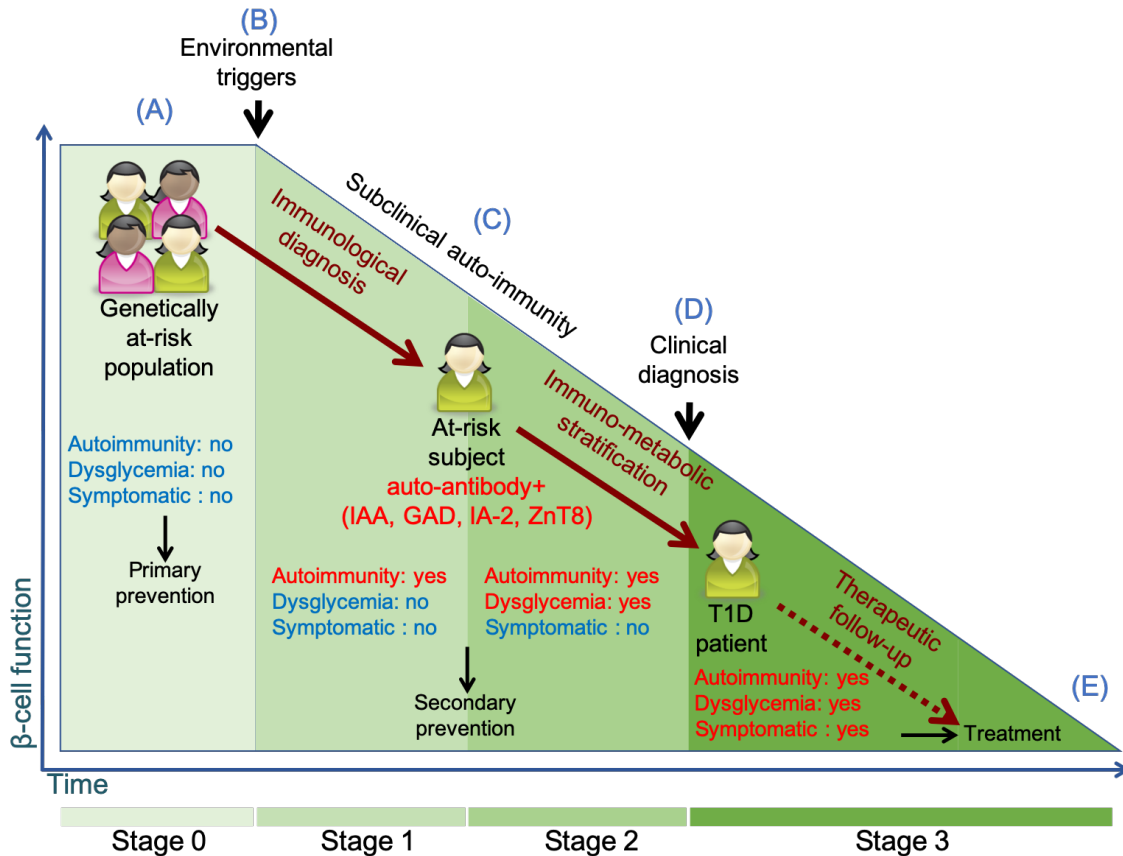 (A)
(B)
Environmental
triggers
Subclinical auto-immunity
(C)
(D)
Clinical
diagnosis
(E)
Genetically
at-risk
population
Autoimmunity: no
Dysglycemia: no
Symptomatic : no
Primary
prevention
Immunological
diagnosis
At-risk
subject
auto-antibody+
(IAA, GAD, IA-2, ZnT8)
Autoimmunity: yes
Dysglycemia: no
Symptomatic : no
Autoimmunity: yes
Dysglycemia: yes
Symptomatic : no
Secondary
prevention
Immuno-metabolic
stratification
T1D
patient
Autoimmunity: yes
Dysglycemia: yes
Symptomatic : yes
Therapeutic
follow-up
Treatment
β-cell function
Time
Stage 0
Stage 1
Stage 2
Stage 3